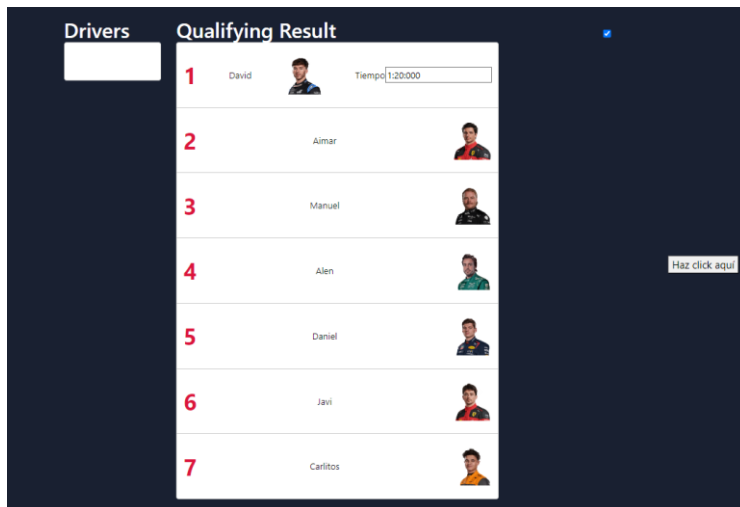 Drivers
Qualifying Result
1 David Tiempo 1:20:000
2 Aimar
3 Manuel
4 Alen
5 Daniel
6 Javi
7 Carlitos
Haz click aquí